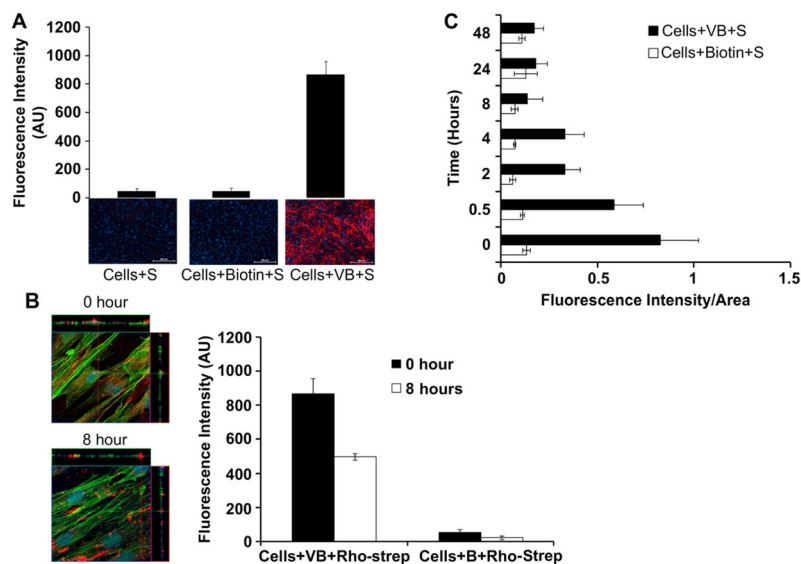 A
Fluorescence Intensity
(AU)
1200
1000
800
600
400
200
0
Cells+S
Cells+Biotin+S
Cells+VB+S
C
Time (Hours)
48
24
8
4
2
0.5
0
Cells+VB+S
Cells+Biotin+S
0
0.5
1
1.5
Fluorescence Intensity/Area
B
0 hour
8 hour
Fluorescence Intensity (AU)
1200
1000
800
600
400
200
0
0 hour
8 hours
Cells+VB+Rho-strep
Cells+B+Rho-Strep